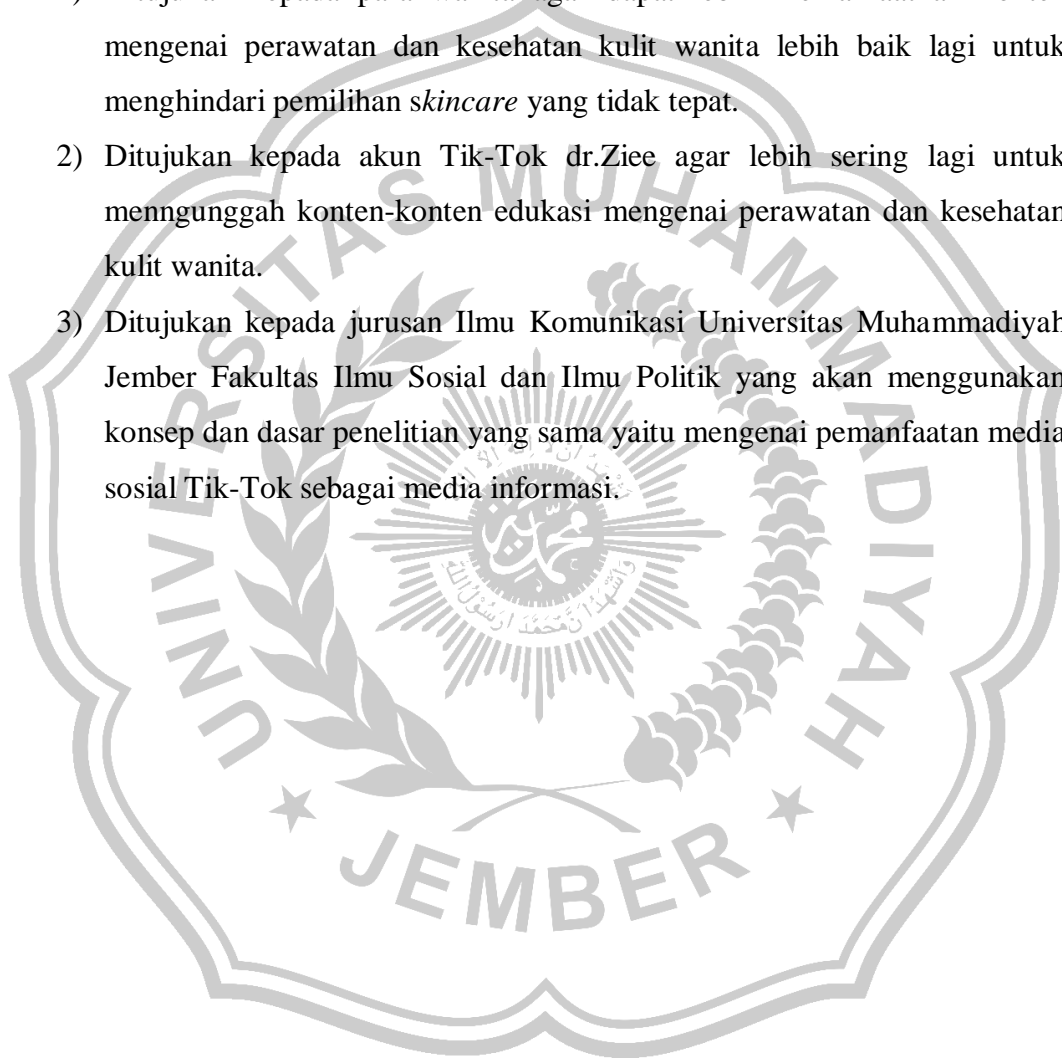 mengenai perawatan dan kesehatan kulit wanita lebih baik lagi untuk
menghindari pemilihan skincare yang tidak tepat.
2) Ditujukan kepada akun Tik-Tok dr.Ziee agar lebih sering lagi untuk
menngunggah konten-konten edukasi mengenai perawatan dan kesehatan
kulit wanita.
3) Ditujukan kepada jurusan Ilmu Komunikasi Universitas Muhammadiyah
Jember Fakultas Ilmu Sosial dan Ilmu Politik yang akan menggunakan
konsep dan dasar penelitian yang sama yaitu mengenai pemanfaatan media
sosial Tik-Tok sebagai media informasi.
UNIVERSITAS MUHAMMADIYAH
JEMBER